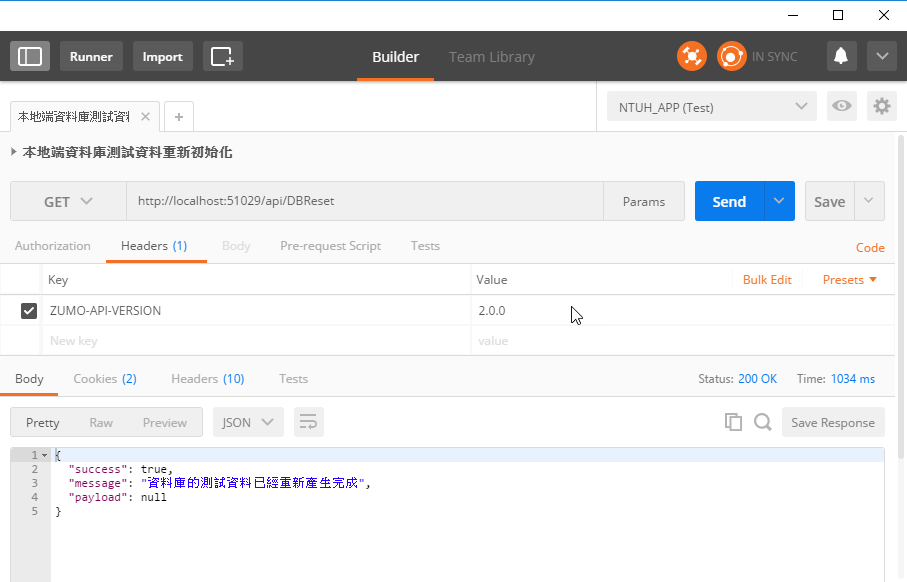 Runner Import Builder Team Library IN SYNC
本地端資料庫測試資料 NTUH_APP (Test)
本地端資料庫測試資料重新初始化
GET http://localhost:51029/api/DBReset Params Send Save
Authorization Headers (1) Body Pre-request Script Tests Code
Key Value Bulk Edit Presets
ZUMO-API-VERSION 2.0.0
New key value
Body Cookies (2) Headers (10) Tests Status: 200 OK Time: 1034 ms
Pretty Raw Preview JSON Save Response
1 {
2 "success": true,
3 "message": "資料庫的測試資料已經重新產生完成",
4 "payload": null
5 }